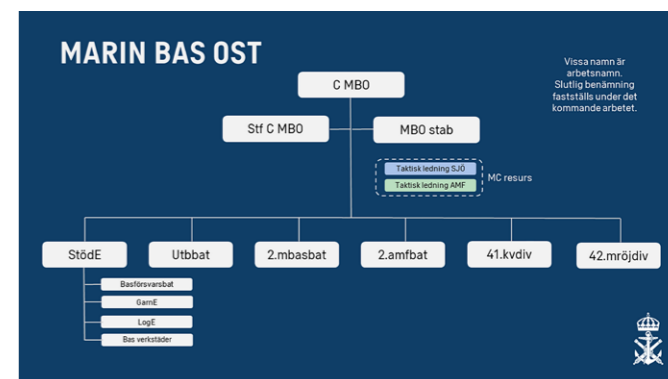 MARIN BAS OST
Vissa namn är
arbetsnamn.
Slutlig benämning
fastställs under det
kommande arbetet.
C MBO
Stf C MBO
MBO stab
Taktisk ledning SJÖ
Taktisk ledning AMF
MC resurs
StödE
Utbbat
2.mbasbat
2.amfbat
41.kvdiv
42.mröjdiv
Basförsvarsbat
GarnE
LogE
Bas verkstäder